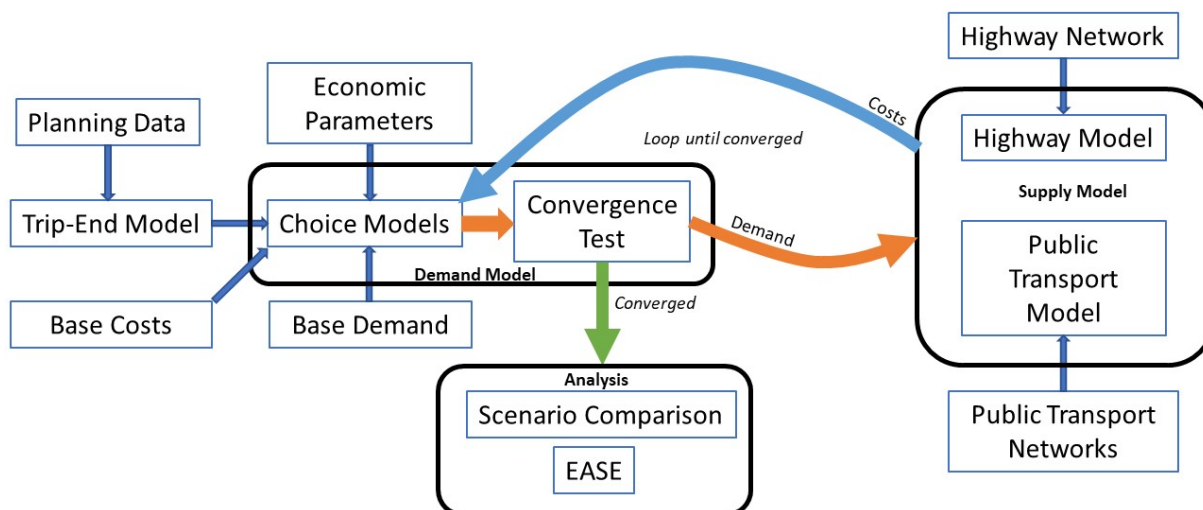 Highway Network
Economic
Parameters
Costs
Planning Data
Loop until converged
Highway Model
Supply Model
Trip-End Model
Choice Models
Convergence
Test
Demand
Demand Model
Public
Transport
Model
Base Costs
Base Demand
Converged
Analysis
Scenario Comparison
EASE
Public Transport
Networks